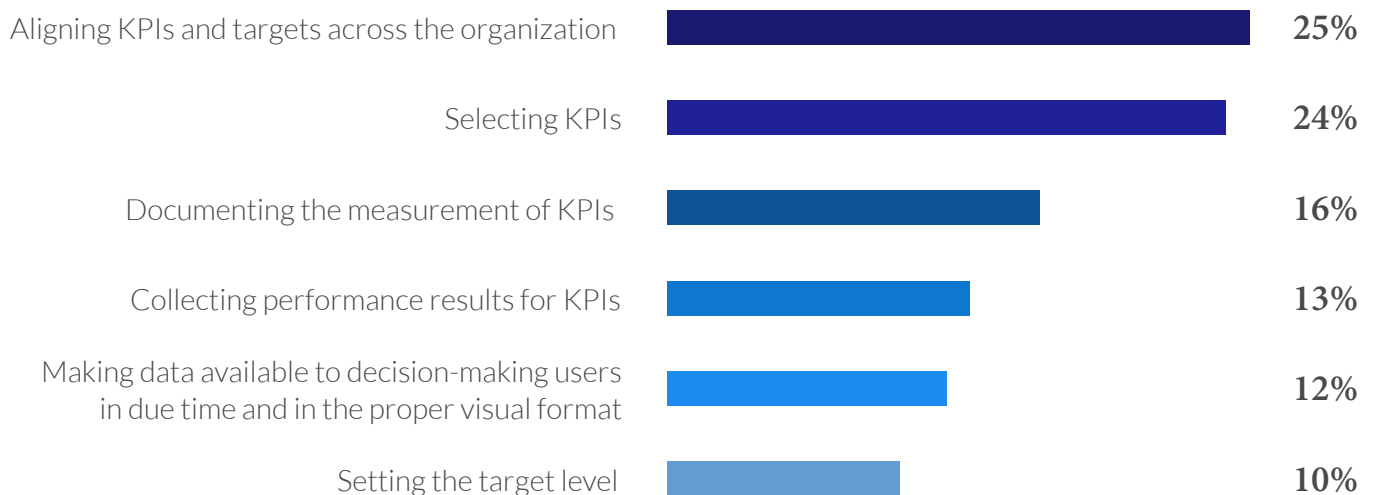 Aligning KPIs and targets across the organization 25%
Selecting KPIs 24%
Documenting the measurement of KPIs 16%
Collecting performance results for KPIs 13%
Making data available to decision-making users
in due time and in the proper visual format 12%
Setting the target level 10%